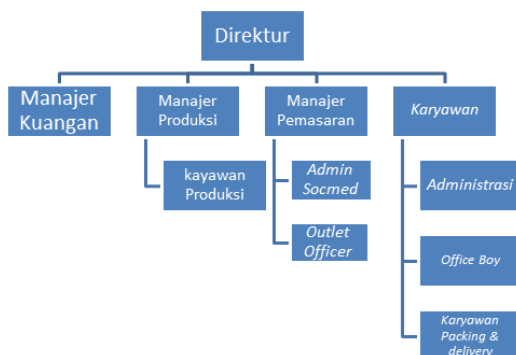 Direktur
Manajer
Kuangan
Manajer
Produksi
Manajer
Pemasaran
Karyawan
kayawan
Produksi
Admin
Socmed
Outlet
Officer
Administrasi
Office Boy
Karyawan
Packing &
delivery